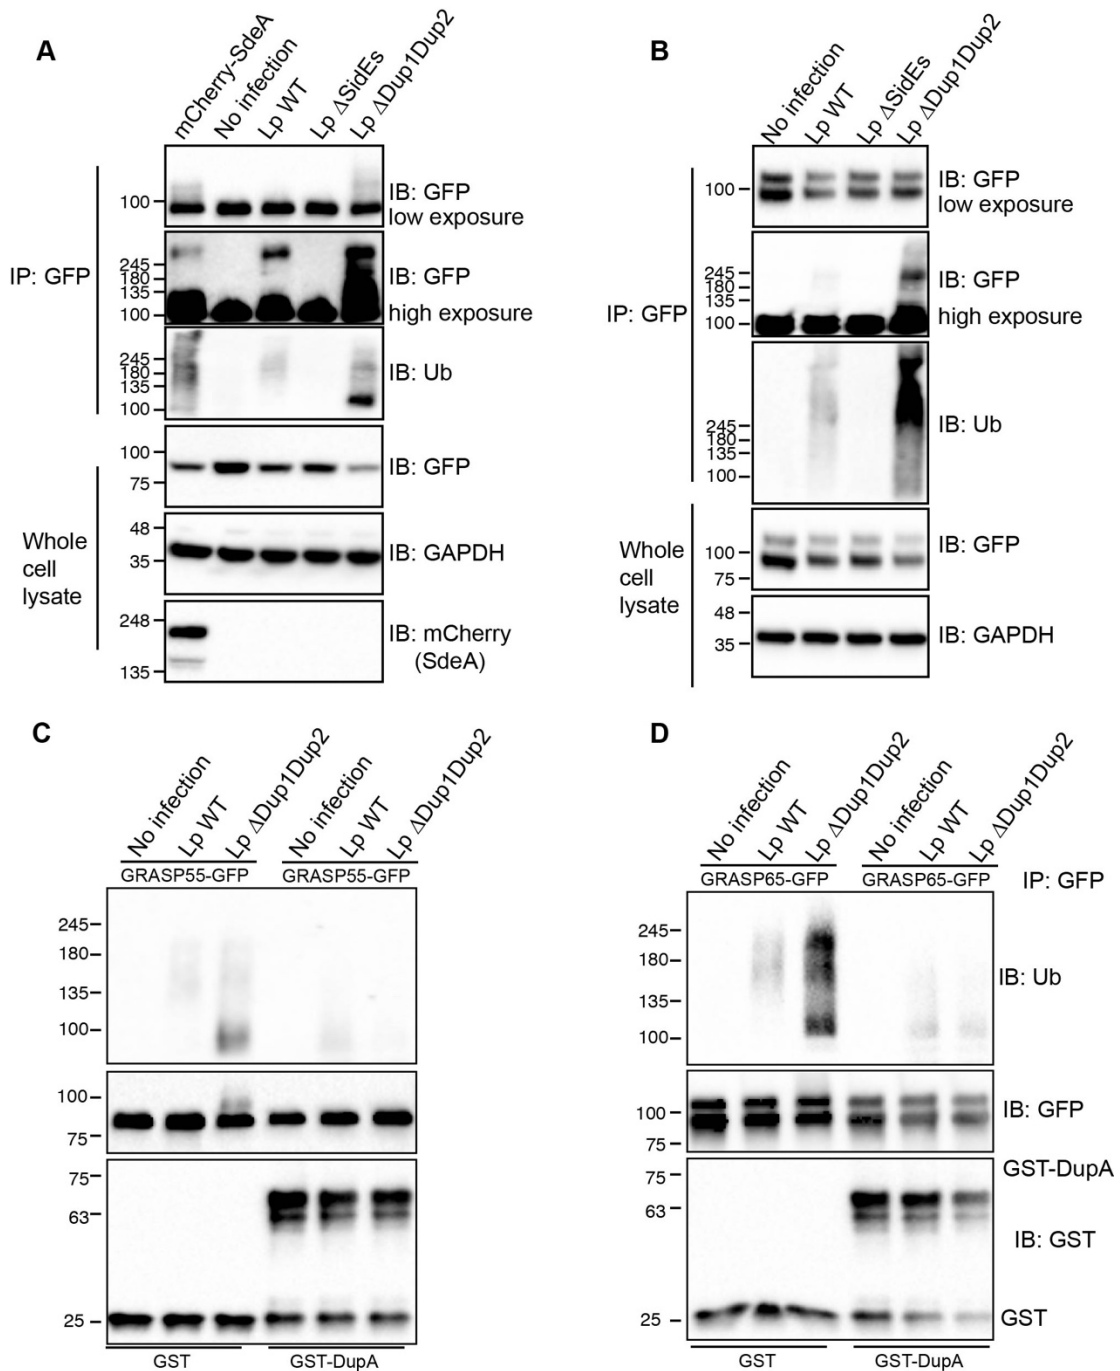 A
mCherry-SdeA
No infection
Lp WT
Lp ΔSidEs
Lp ΔDup1Dup2
IP: GFP
100
IB: GFP
low exposure
245
180
135
100
IB: GFP
high exposure
245
180
135
100
IB: Ub
Whole
cell
lysate
100
75
IB: GFP
48
35
IB: GAPDH
248
135
IB: mCherry
(SdeA)
B
No infection
Lp WT
Lp ΔSidEs
Lp ΔDup1Dup2
IP: GFP
100
IB: GFP
low exposure
245
180
135
100
IB: GFP
high exposure
245
180
135
100
IB: Ub
Whole
cell
lysate
100
75
IB: GFP
48
35
IB: GAPDH
C
No infection
Lp WT
Lp ΔDup1Dup2
No infection
Lp WT
Lp ΔDup1Dup2
GRASP55-GFP
GRASP55-GFP
245
180
135
100
100
75
75
63
25
GST
GST-DupA
D
No infection
Lp WT
Lp ΔDup1Dup2
No infection
Lp WT
Lp ΔDup1Dup2
GRASP65-GFP
GRASP65-GFP
IP: GFP
245
180
135
100
IB: Ub
100
75
IB: GFP
75
63
25
GST-DupA
IB: GST
GST
GST
GST-DupA